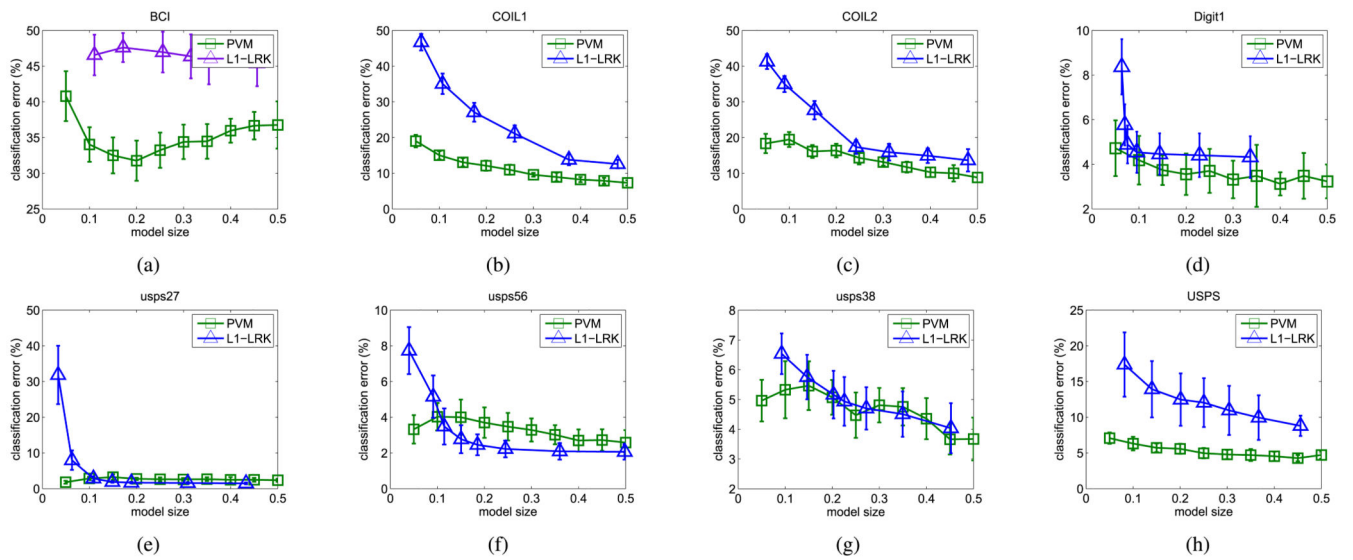 BCI
50
45
40
35
30
25
classification error (%)
PVM
L1−LRK
0
0.1
0.2
0.3
0.4
0.5
model size
(a)
COIL1
50
40
30
20
10
0
classification error (%)
PVM
L1−LRK
0
0.1
0.2
0.3
0.4
0.5
model size
(b)
COIL2
50
40
30
20
10
0
classification error (%)
PVM
L1−LRK
0
0.1
0.2
0.3
0.4
0.5
model size
(c)
Digit1
10
8
6
4
2
classification error (%)
PVM
L1−LRK
0
0.1
0.2
0.3
0.4
0.5
model size
(d)
usps27
50
40
30
20
10
0
classification error (%)
PVM
L1−LRK
0
0.1
0.2
0.3
0.4
0.5
model size
(e)
usps56
10
8
6
4
2
0
classification error (%)
PVM
L1−LRK
0
0.1
0.2
0.3
0.4
0.5
model size
(f)
usps38
8
7
6
5
4
3
2
classification error (%)
PVM
L1−LRK
0
0.1
0.2
0.3
0.4
0.5
model size
(g)
USPS
25
20
15
10
5
0
classification error (%)
PVM
L1−LRK
0
0.1
0.2
0.3
0.4
0.5
model size
(h)